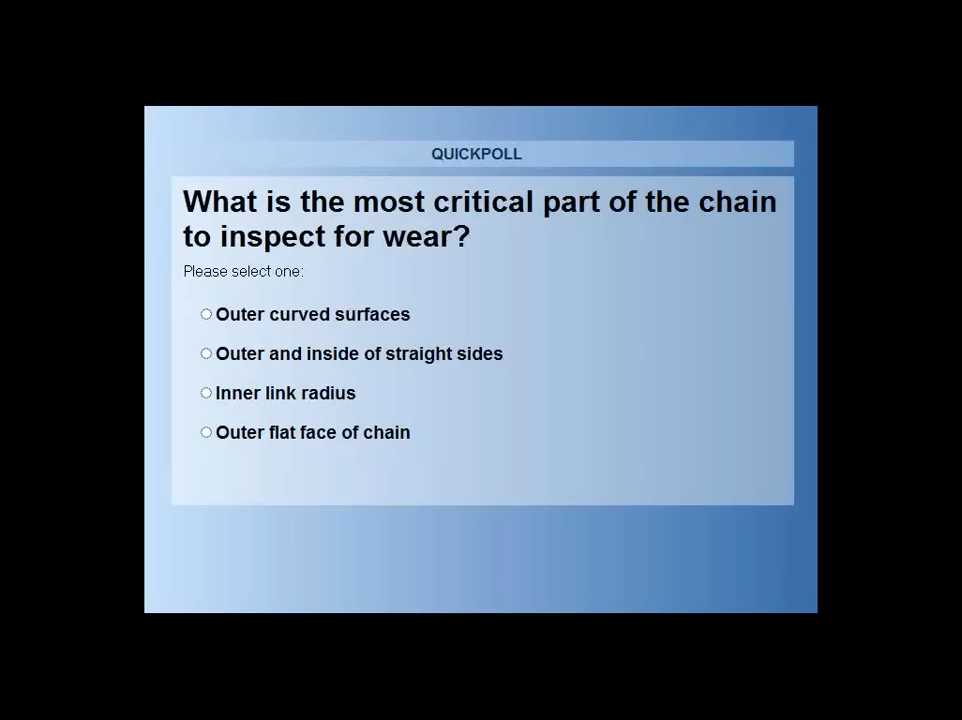 QUICKPOLL
What is the most critical part of the chain
to inspect for wear?
Please select one:
Outer curved surfaces
Outer and inside of straight sides
Inner link radius
Outer flat face of chain